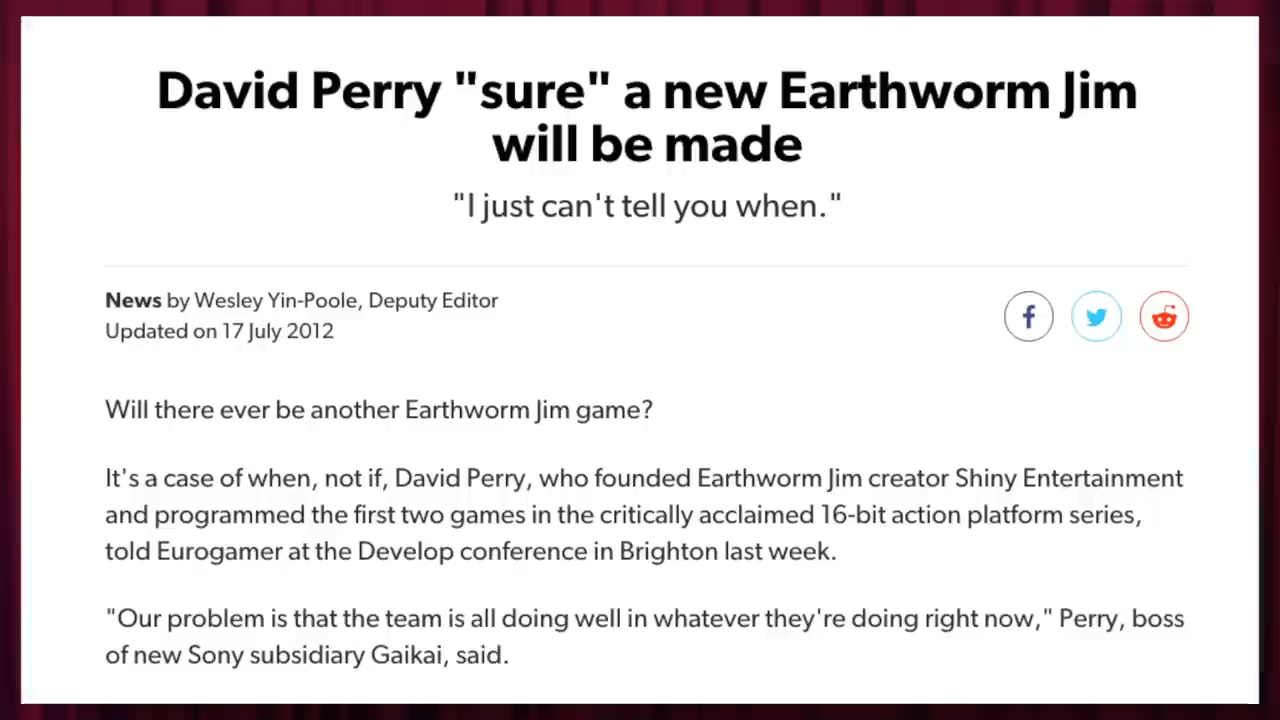 David Perry "sure" a new Earthworm Jim
will be made
"I just can't tell you when."
News by Wesley Yin-Poole, Deputy Editor
Updated on 17 July 2012
Will there ever be another Earthworm Jim game?
It's a case of when, not if, David Perry, who founded Earthworm Jim creator Shiny Entertainment
and programmed the first two games in the critically acclaimed 16-bit action platform series,
told Eurogamer at the Develop conference in Brighton last week.
"Our problem is that the team is all doing well in whatever they're doing right now," Perry, boss
of new Sony subsidiary Gaikai, said.